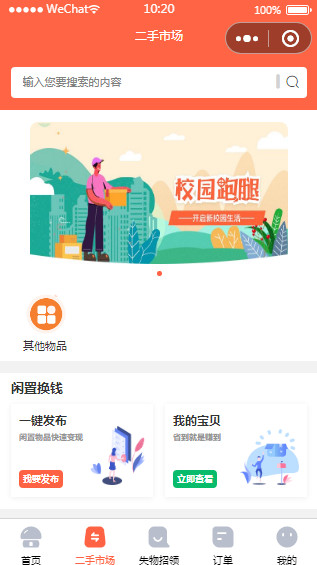 WeChat
10:20
100%
二手市场
输入您要搜索的内容
校园跑腿
开启新校园生活
其他物品
闲置换钱
一键发布
闲置物品快速变现
我要发布
我的宝贝
省到就是赚到
立即查看
首页
二手市场
失物招领
订单
我的